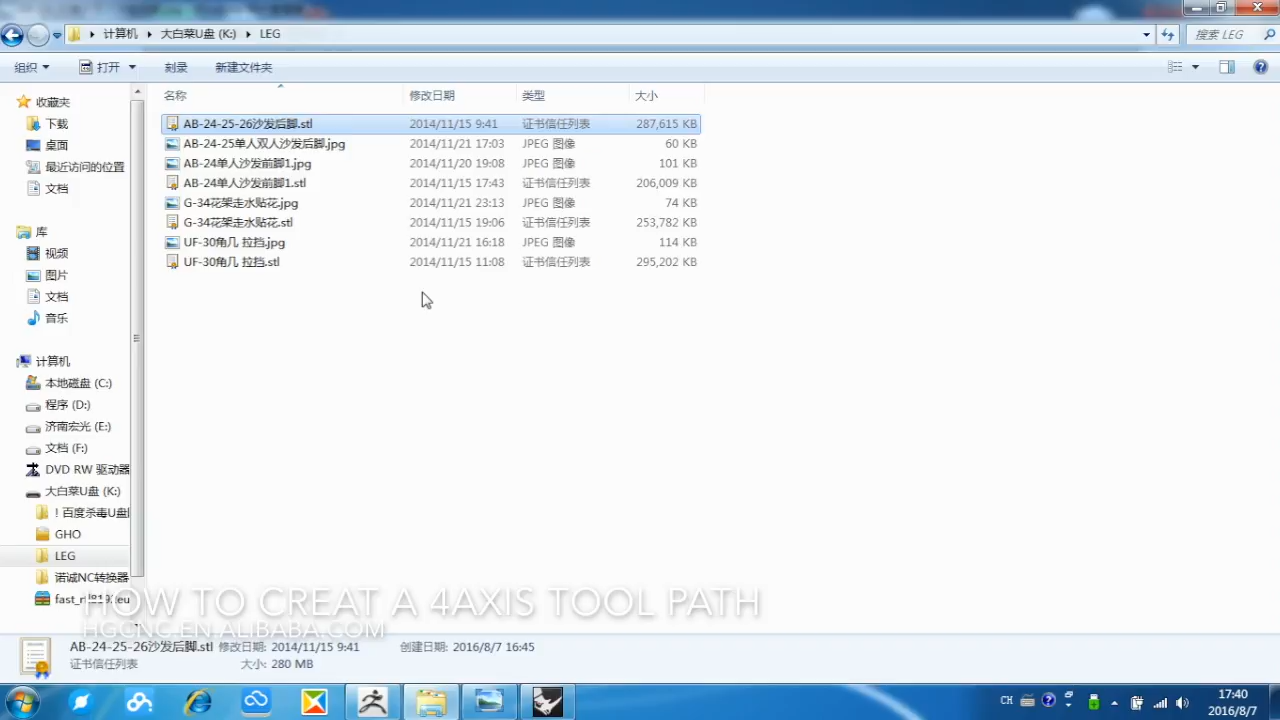 计算机 大白菜U盘 (K:) LEG
搜索 LEG
组织 打开 刻录 新建文件夹
名称 修改日期 类型 大小
AB-24-25-26沙发后脚.stl 2014/11/15 9:41 证书信任列表 287,615 KB
AB-24-25单人双人沙发后脚.jpg 2014/11/21 17:03 JPEG 图像 60 KB
AB-24单人沙发前脚1.jpg 2014/11/20 19:08 JPEG 图像 101 KB
AB-24单人沙发前脚1.stl 2014/11/15 17:43 证书信任列表 206,009 KB
G-34花架走水贴花.jpg 2014/11/21 23:13 JPEG 图像 74 KB
G-34花架走水贴花.stl 2014/11/15 19:06 证书信任列表 253,782 KB
UF-30角几 拉挡.jpg 2014/11/21 16:18 JPEG 图像 114 KB
UF-30角几 拉挡.stl 2014/11/15 11:08 证书信任列表 295,202 KB
收藏夹
下载
桌面
最近访问的位置
文档
库
视频
图片
文档
音乐
计算机
本地磁盘 (C:)
程序 (D:)
济南宏光 (E:)
文档 (F:)
DVD RW 驱动器
大白菜U盘 (K:)
! 百度杀毒U盘
GHO
LEG
诺诚NC转换器
HOW TO CREAT A 4AXIS TOOL PATH
HGCNC.EN.ALIBABA.COM
AB-24-25-26沙发后脚.stl 修改日期: 2014/11/15 9:41 创建日期: 2016/8/7 16:45
证书信任列表 大小: 280 MB
CH
17:40
2016/8/7